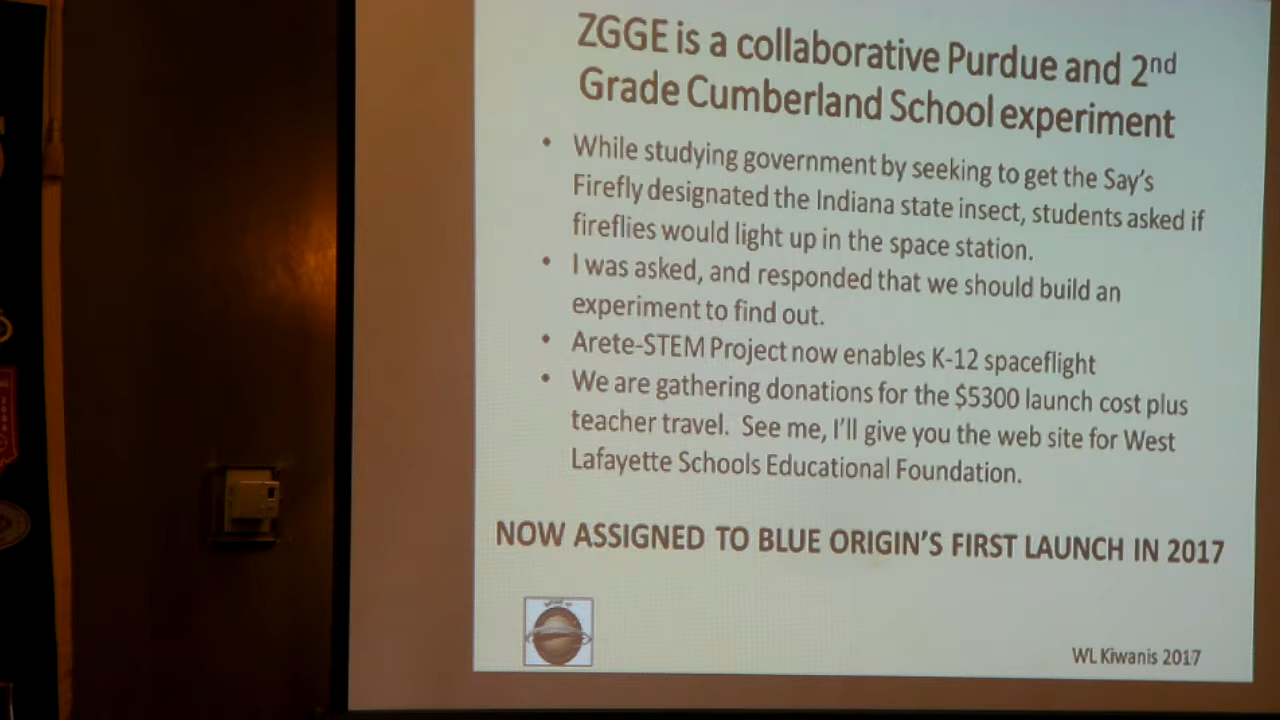 ZGGE is a collaborative Purdue and 2nd
Grade Cumberland School experiment
• While studying government by seeking to get the Say's
Firefly designated the Indiana state insect, students asked if
fireflies would light up in the space station.
• I was asked, and responded that we should build an
experiment to find out.
• Arete-STEM Project now enables K-12 spaceflight
• We are gathering donations for the $5300 launch cost plus
teacher travel.  See me, I'll give you the web site for West
Lafayette Schools Educational Foundation.
NOW ASSIGNED TO BLUE ORIGIN'S FIRST LAUNCH IN 2017
WL Kiwanis 2017